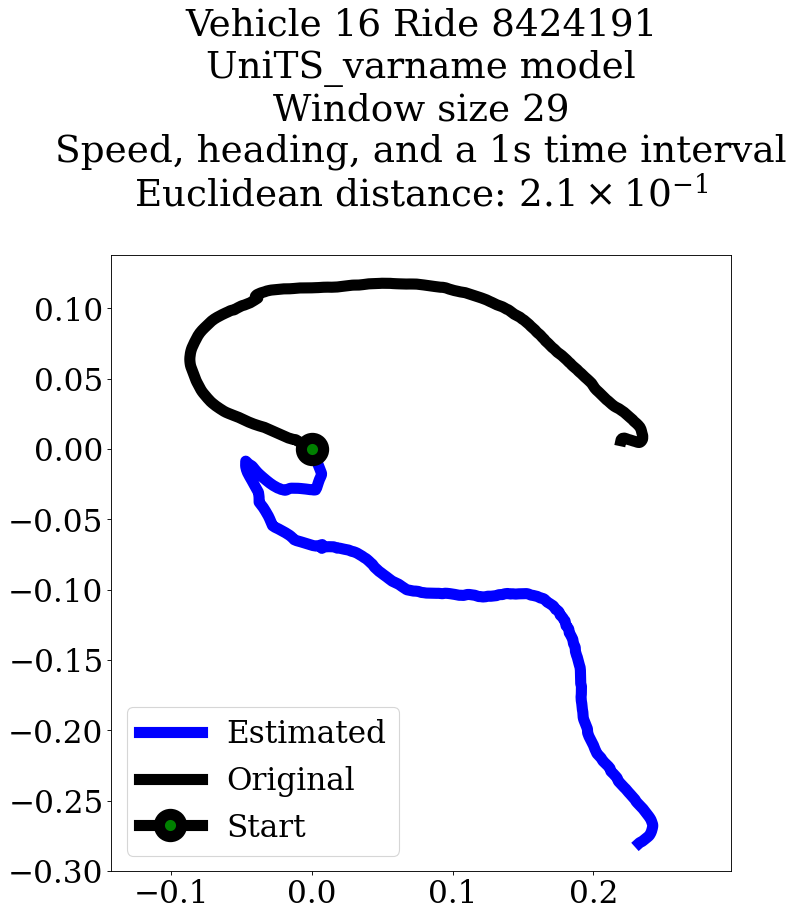 Vehicle 16 Ride 8424191
UniTS_varname model
Window size 29
Speed, heading, and a 1s time interval
Euclidean distance: 2.1 × 10⁻¹
0.10
0.05
0.00
−0.05
−0.10
−0.15
−0.20
−0.25
−0.30
Estimated
Original
Start
−0.1
0.0
0.1
0.2